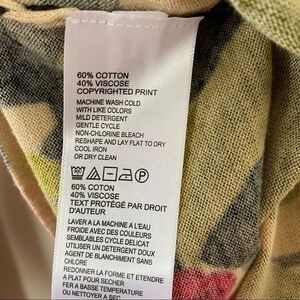 60% COTTON
40% VISCOSE
COPYRIGHTED PRINT
MACHINE WASH COLD
WITH LIKE COLORS
MILD DETERGENT
GENTLE CYCLE
NON-CHLORINE BLEACH
RESHAPE AND LAY FLAT TO DRY
COOL IRON
OR DRY CLEAN
60% COTON
40% VISCOSE
TEXT PROTÉGÉ PAR DROIT
D'AUTEUR
LAVER A LA MACHINE A L'EAU
FROIDE AVEC DES COULEURS
SEMBLABLES CYCLE DELICAT
UTILISER UN DETERGENT DOUX
AGENT DE BLANCHIMENT SANS
CHLORE
REDONNER LA FORME ET ETENDRE
A PLAT POUR SECHER
FER A BASSE TEMPERATURE
OU NETTOYER A SEC